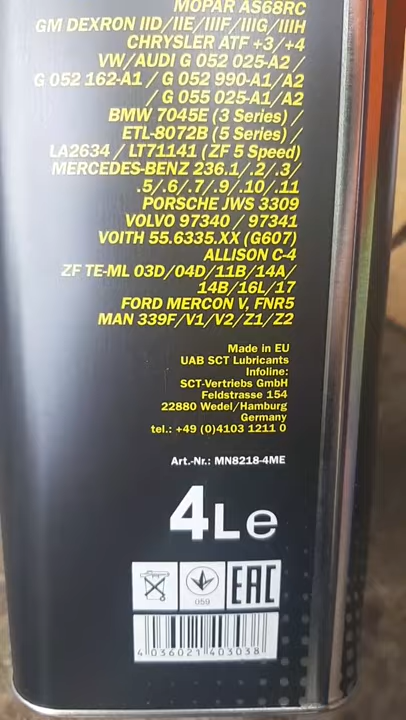 MOPAR AS68RC
GM DEXRON IID/IIE/IIIF/IIIG/IIIH
CHRYSLER ATF +3/+4
VW/AUDI G 052 025-A2 /
G 052 162-A1 / G 052 990-A1/A2
/ G 055 025-A1/A2
BMW 7045E (3 Series) /
ETL-8072B (5 Series) /
LA2634 / LT71141 (ZF 5 Speed)
MERCEDES-BENZ 236.1/.2/.3/
.5/.6/.7/.9/.10/.11
PORSCHE JWS 3309
VOLVO 97340 / 97341
VOITH 55.6335.XX (G607)
ALLISON C-4
ZF TE-ML 03D/04D/11B/14A/
14B/16L/17
FORD MERCON V, FNR5
MAN 339F/V1/V2/Z1/Z2
Made in EU
UAB SCT Lubricants
Infoline:
SCT-Vertriebs GmbH
Feldstrasse 154
22880 Wedel/Hamburg
Germany
tel.: +49 (0)4103 1211 0
Art.-Nr.: MN8218-4ME
4Le
059
EAC
4 036021 403038